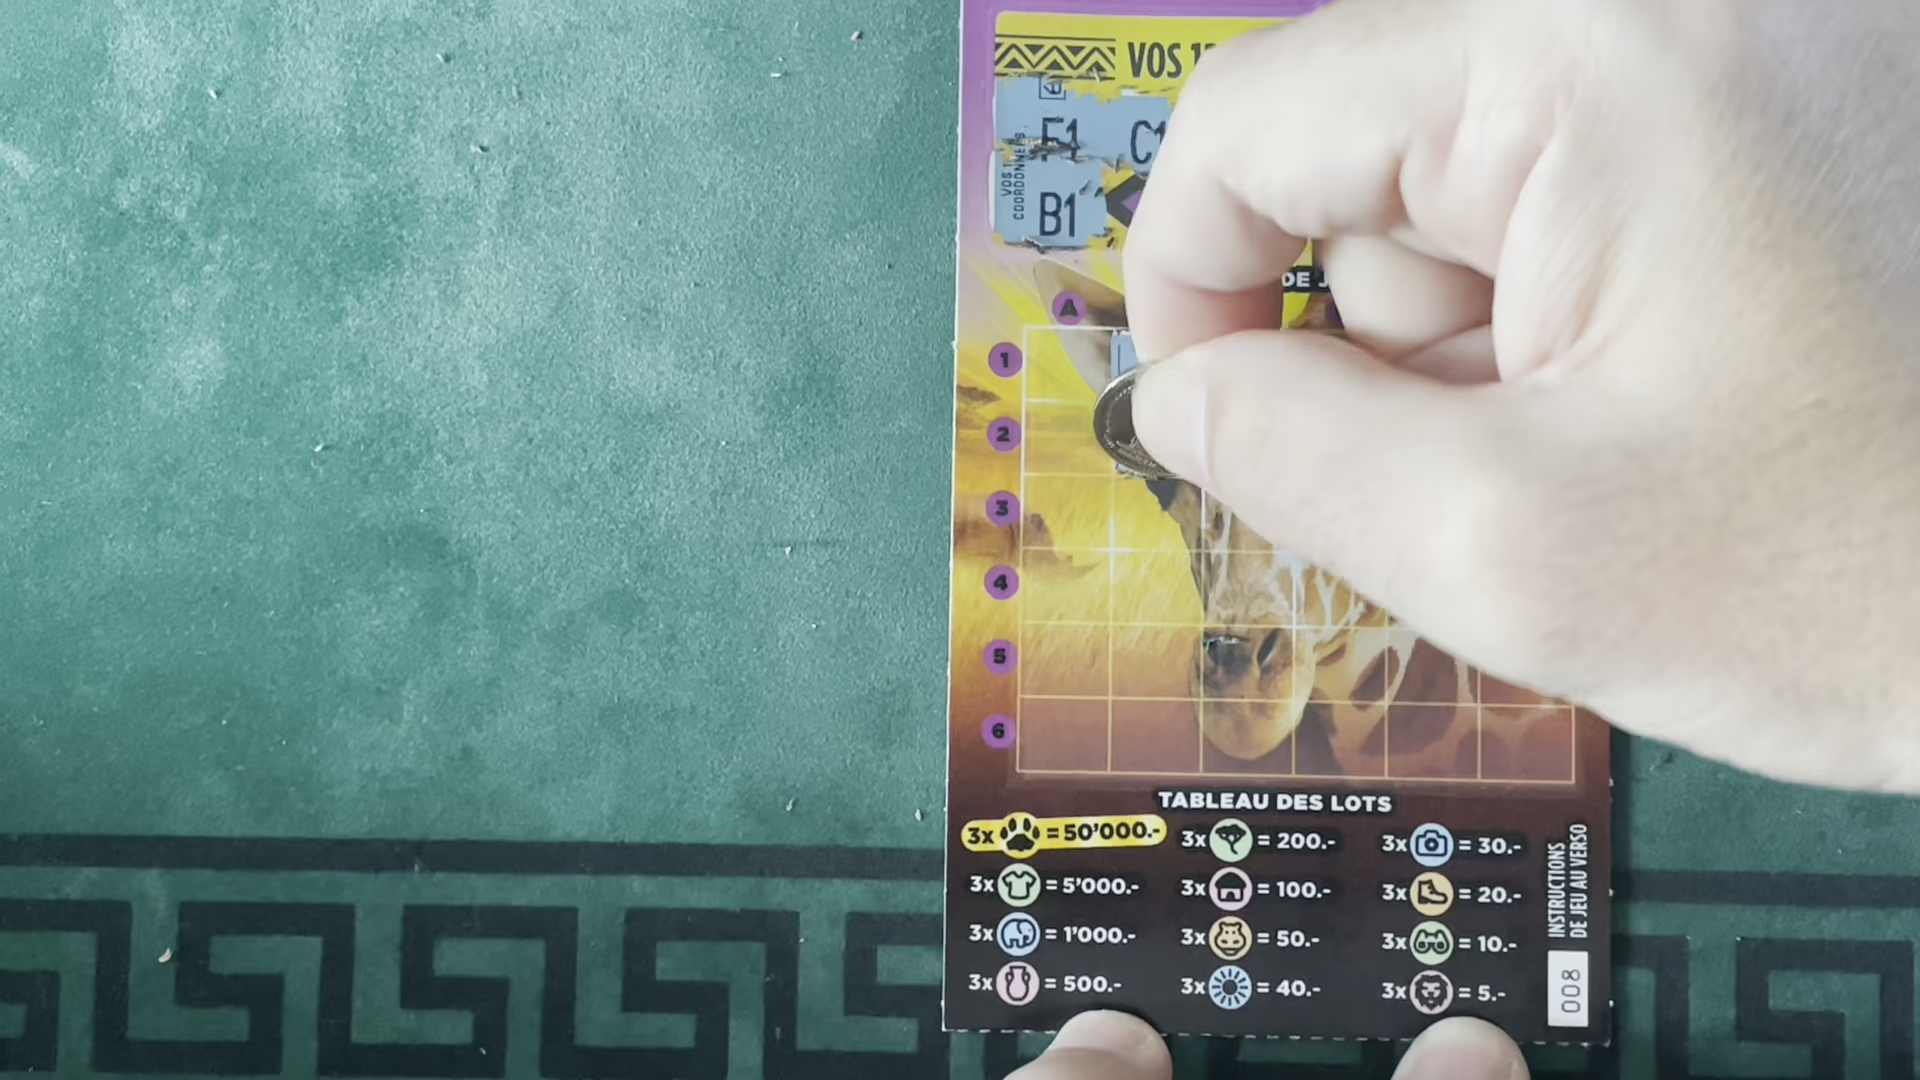 VOS
F1 C1
VOS
COORDONNÉES
B1
DE J
A
1
2
3
4
5
6
TABLEAU DES LOTS
3x = 50'000.- 3x = 200.- 3x = 30.-
3x = 5'000.- 3x = 100.- 3x = 20.-
3x = 1'000.- 3x = 50.- 3x = 10.-
3x = 500.- 3x = 40.- 3x = 5.-
INSTRUCTIONS
DE JEU AU VERSO
008